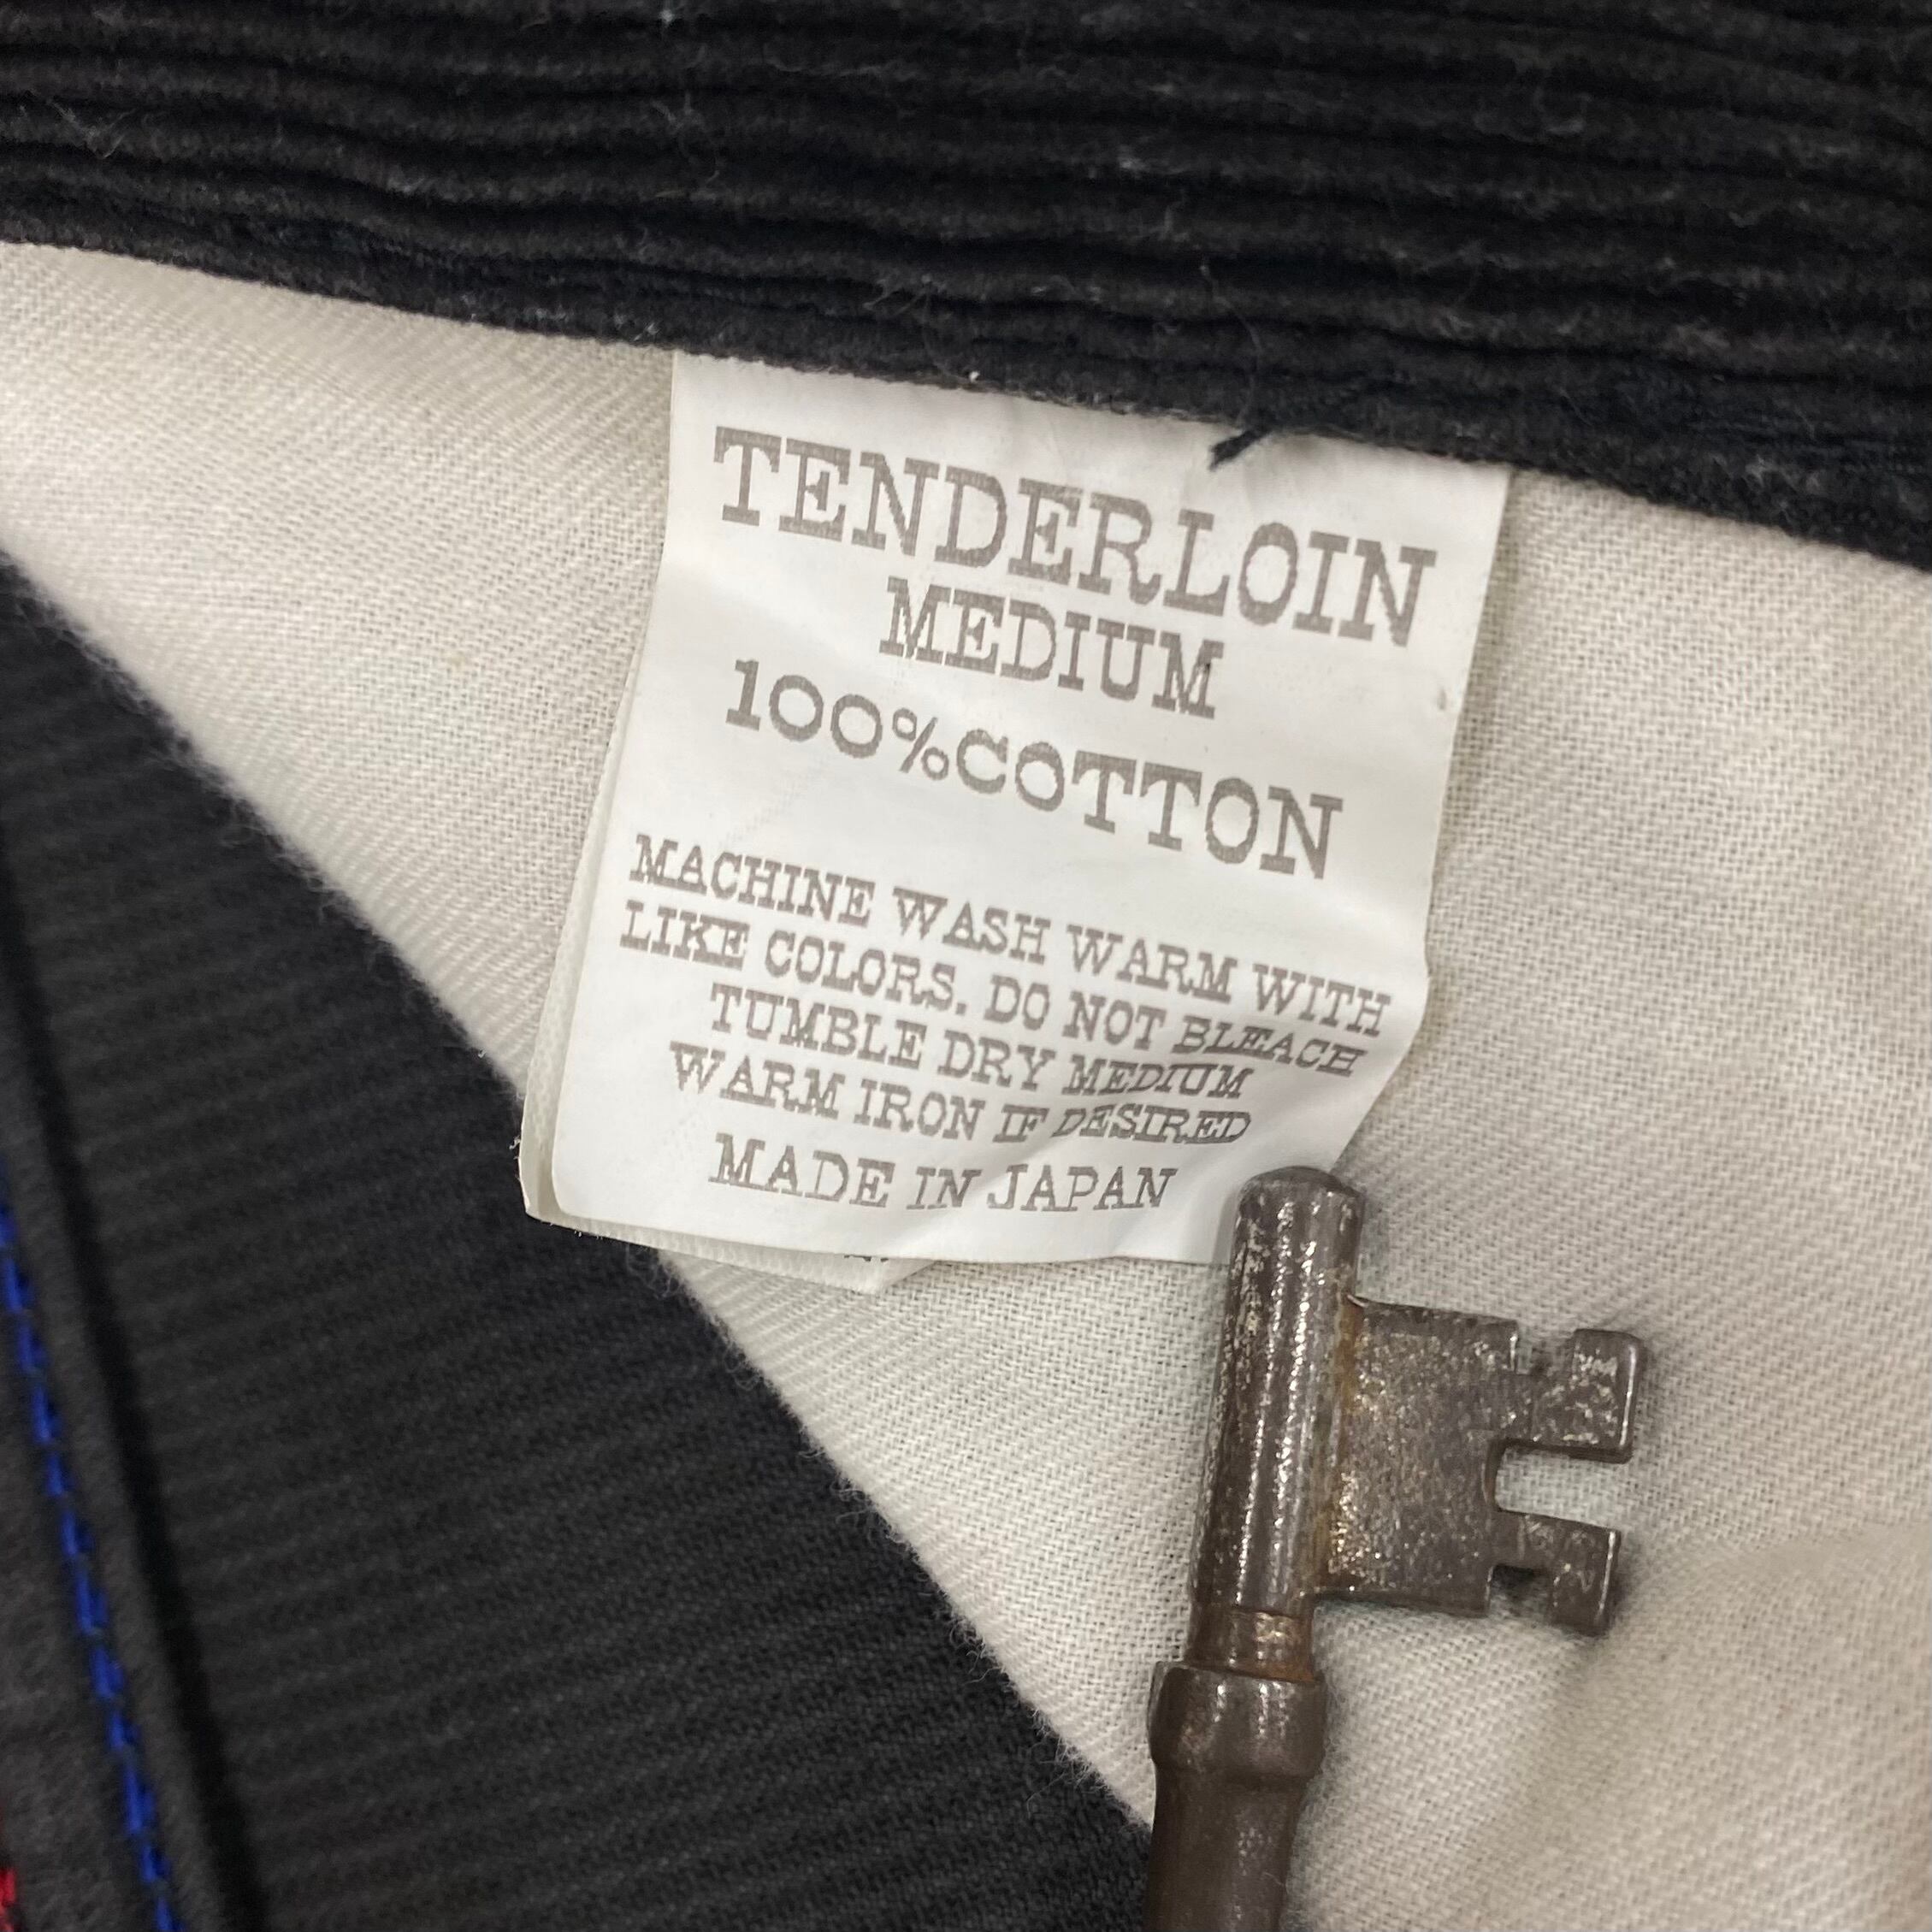 TENDERLOIN
MEDIUM
100%COTTON
MACHINE WASH WARM WITH
LIKE COLORS. DO NOT BLEACH
TUMBLE DRY MEDIUM
WARM IRON IF DESIRED
MADE IN JAPAN